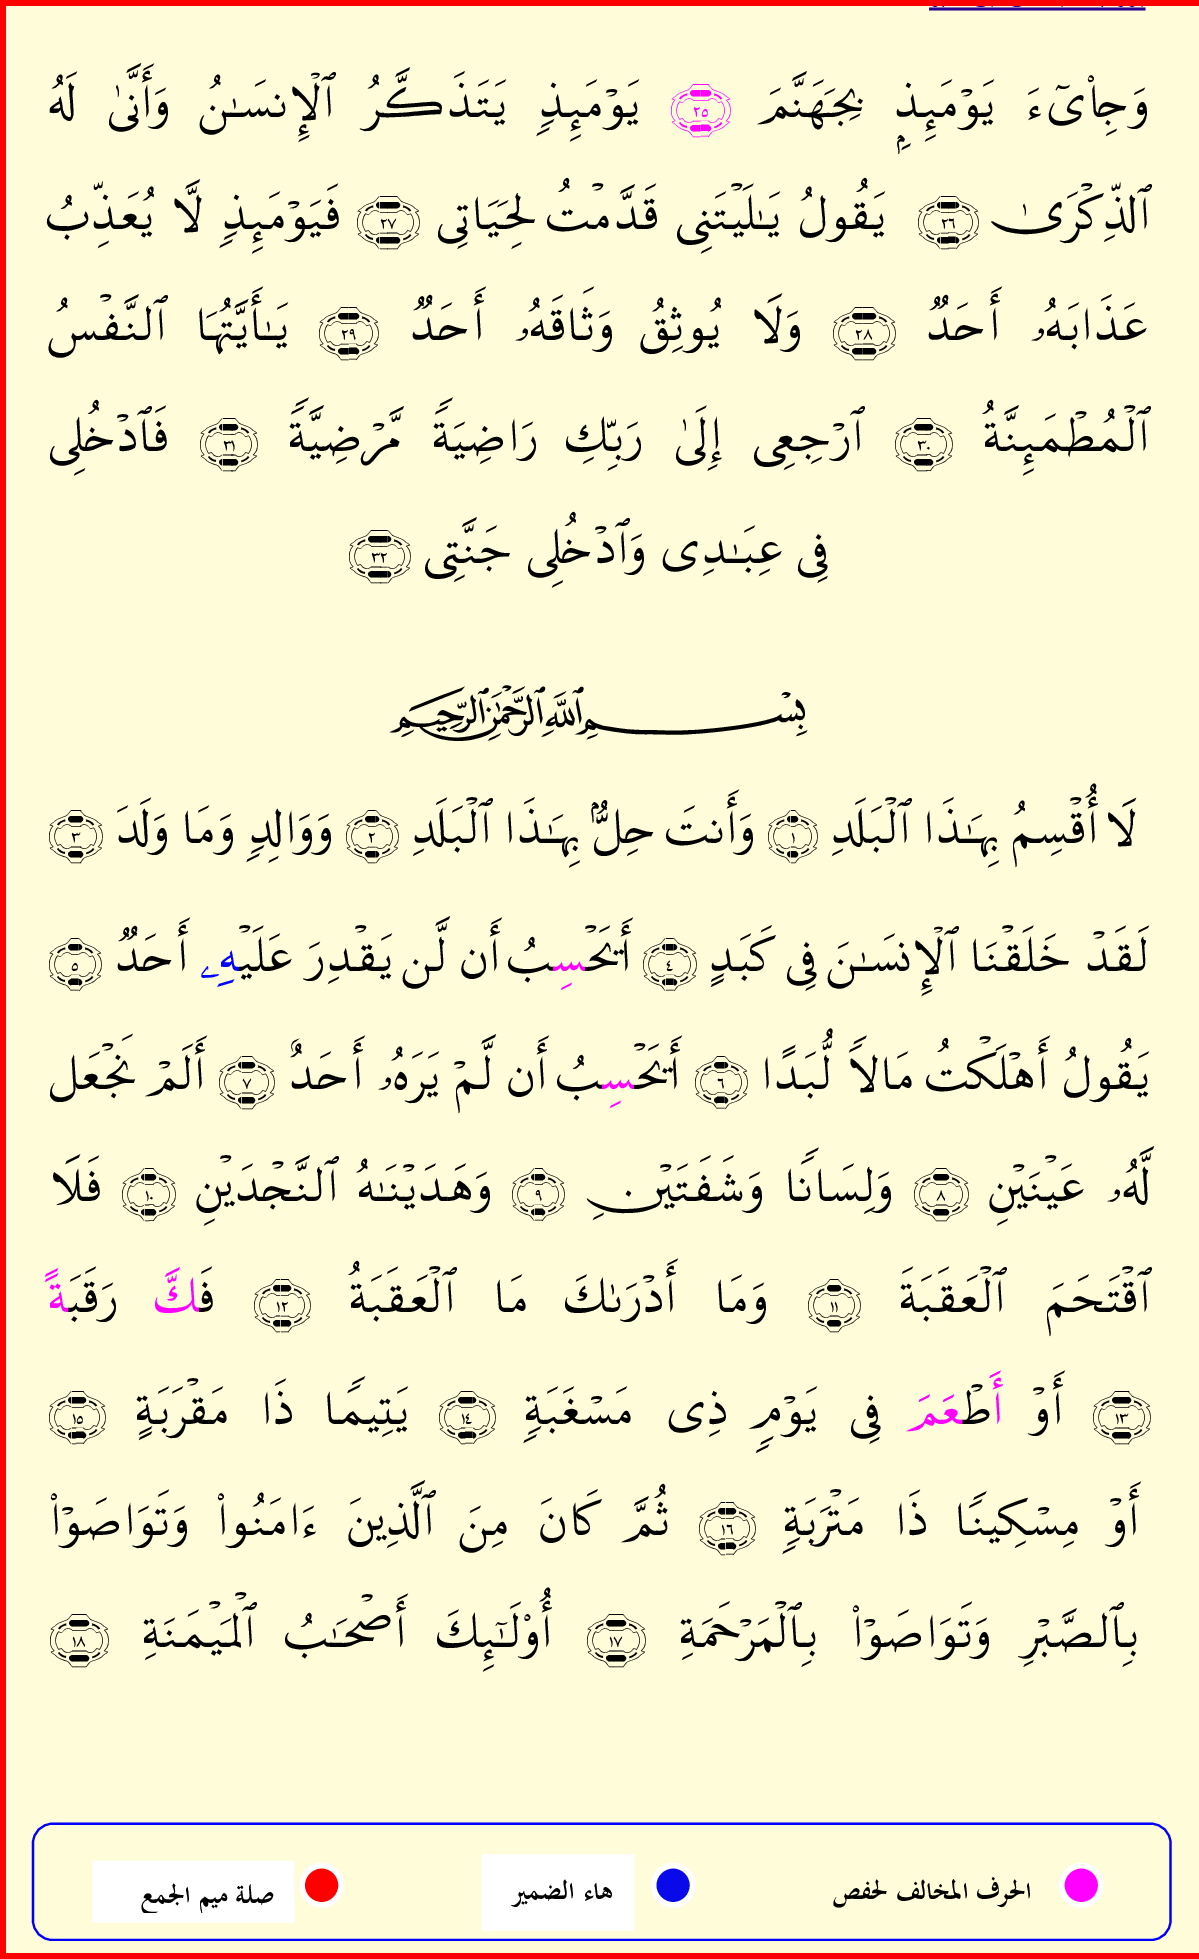 وَجِاْىٓءَ يَوْمَئِذِۭ بِجَهَنَّمَ ٢٥ يَوْمَئِذٍ يَتَذَكَّرُ ٱلْإِنسَـٰنُ وَأَنَّىٰ لَهُ
ٱلذِّكْرَىٰ ٢٦ يَقُولُ يَـٰلَيْتَنِى قَدَّمْتُ لِحَيَاتِى ٢٧ فَيَوْمَئِذٍ لَّا يُعَذِّبُ
عَذَابَهُۥ أَحَدٌ ٢٨ وَلَا يُوثِقُ وَثَاقَهُۥ أَحَدٌ ٢٩ يَـٰأَيَّتُهَا ٱلنَّفْسُ
ٱلْمُطْمَئِنَّةُ ٣٠ ٱرْجِعِى إِلَىٰ رَبِّكِ رَاضِيَةً مَّرْضِيَّةً ٣١ فَٱدْخُلِى
فِى عِبَـٰدِى وَٱدْخُلِى جَنَّتِى ٣٢
بِسْمِ ٱللَّهِ ٱلرَّحْمَـٰنِ ٱلرَّحِيمِ
لَا أُقْسِمُ بِهَـٰذَا ٱلْبَلَدِ ١ وَأَنتَ حِلٌّۢ بِهَـٰذَا ٱلْبَلَدِ ٢ وَوَالِدٍ وَمَا وَلَدَ ٣
لَقَدْ خَلَقْنَا ٱلْإِنسَـٰنَ فِى كَبَدٍ ٤ أَيَحْسِبُ أَن لَّن يَقْدِرَ عَلَيْهِۦ أَحَدٌ ٥
يَقُولُ أَهْلَكْتُ مَالًا لُّبَدًا ٦ أَيَحْسِبُ أَن لَّمْ يَرَهُۥ أَحَدٌ ٧ أَلَمْ نَجْعَل
لَّهُۥ عَيْنَيْنِ ٨ وَلِسَانًا وَشَفَتَيْنِ ٩ وَهَدَيْنَـٰهُ ٱلنَّجْدَيْنِ ١٠ فَلَا
ٱقْتَحَمَ ٱلْعَقَبَةَ ١١ وَمَا أَدْرَىٰكَ مَا ٱلْعَقَبَةُ ١٢ فَكَّ رَقَبَةً
١٣ أَوْ أَطْعَمَ فِى يَوْمٍ ذِى مَسْغَبَةٍ ١٤ يَتِيمًا ذَا مَقْرَبَةٍ ١٥
أَوْ مِسْكِينًا ذَا مَتْرَبَةٍ ١٦ ثُمَّ كَانَ مِنَ ٱلَّذِينَ ءَامَنُوا۟ وَتَوَاصَوْا۟
بِٱلصَّبْرِ وَتَوَاصَوْا۟ بِٱلْمَرْحَمَةِ ١٧ أُو۟لَـٰٓئِكَ أَصْحَـٰبُ ٱلْمَيْمَنَةِ ١٨
الحرف المخالف لحفص هاء الضمير صلة ميم الجمع